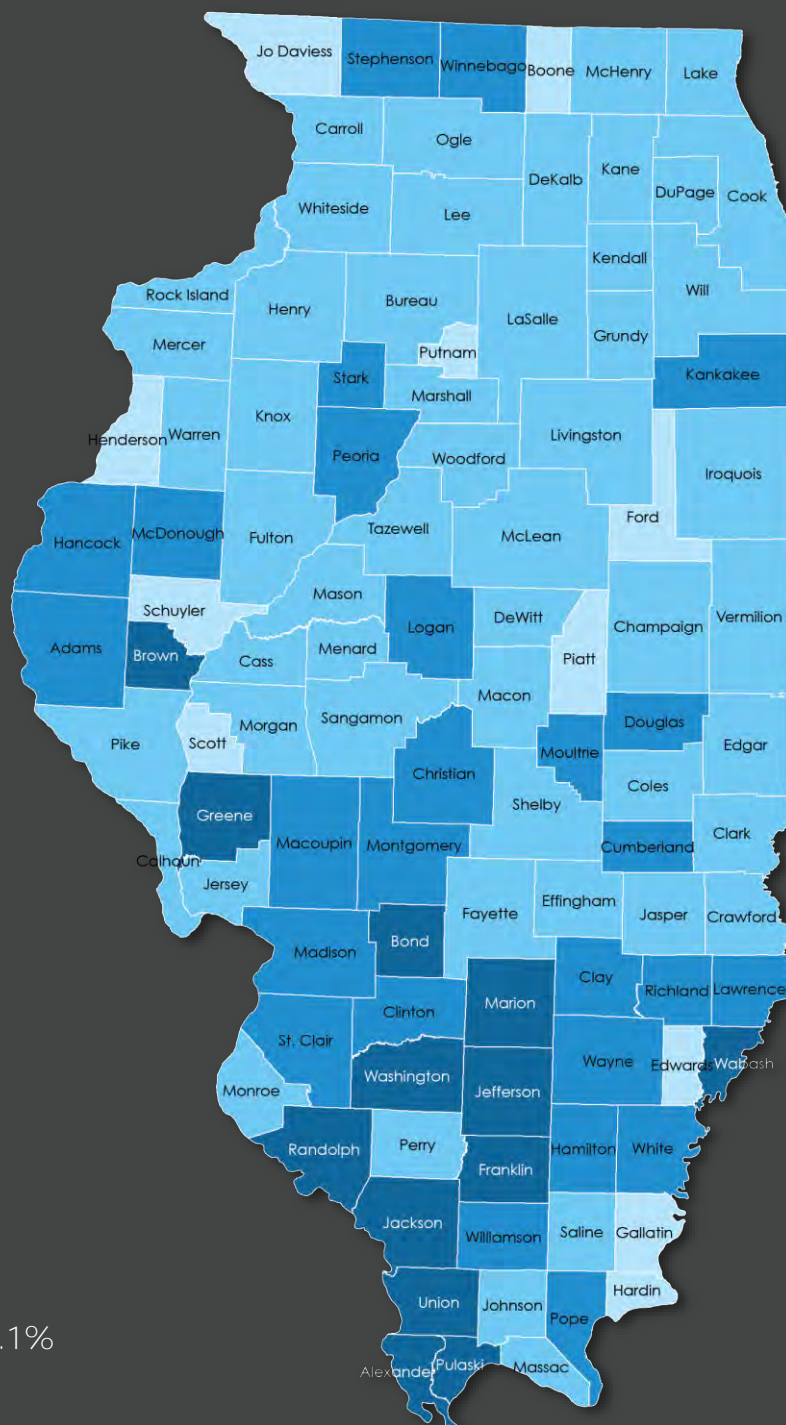 Jo Daviess
Stephenson
Winnebago
Boone
McHenry
Lake
Carroll
Ogle
DeKalb
Kane
DuPage
Cook
Whiteside
Lee
Kendall
Will
Rock Island
Henry
Bureau
LaSalle
Grundy
Mercer
Putnam
Stark
Kankakee
Marshall
Henderson
Warren
Knox
Peoria
Woodford
Livingston
Iroquois
Ford
Hancock
McDonough
Fulton
Tazewell
McLean
Schuyler
Mason
Adams
Brown
Logan
DeWitt
Champaign
Vermilion
Cass
Menard
Piatt
Macon
Pike
Scott
Morgan
Sangamon
Douglas
Moultrie
Edgar
Christian
Coles
Shelby
Greene
Macoupin
Montgomery
Cumberland
Clark
Calhoun
Jersey
Fayette
Effingham
Jasper
Crawford
Bond
Madison
Marion
Clay
Richland
Lawrence
Clinton
St. Clair
Washington
Jefferson
Wayne
Edwards
Wabash
Monroe
Randolph
Perry
Franklin
Hamilton
White
Jackson
Williamson
Saline
Gallatin
Union
Johnson
Pope
Hardin
.1%
Alexander
Pulaski
Massac